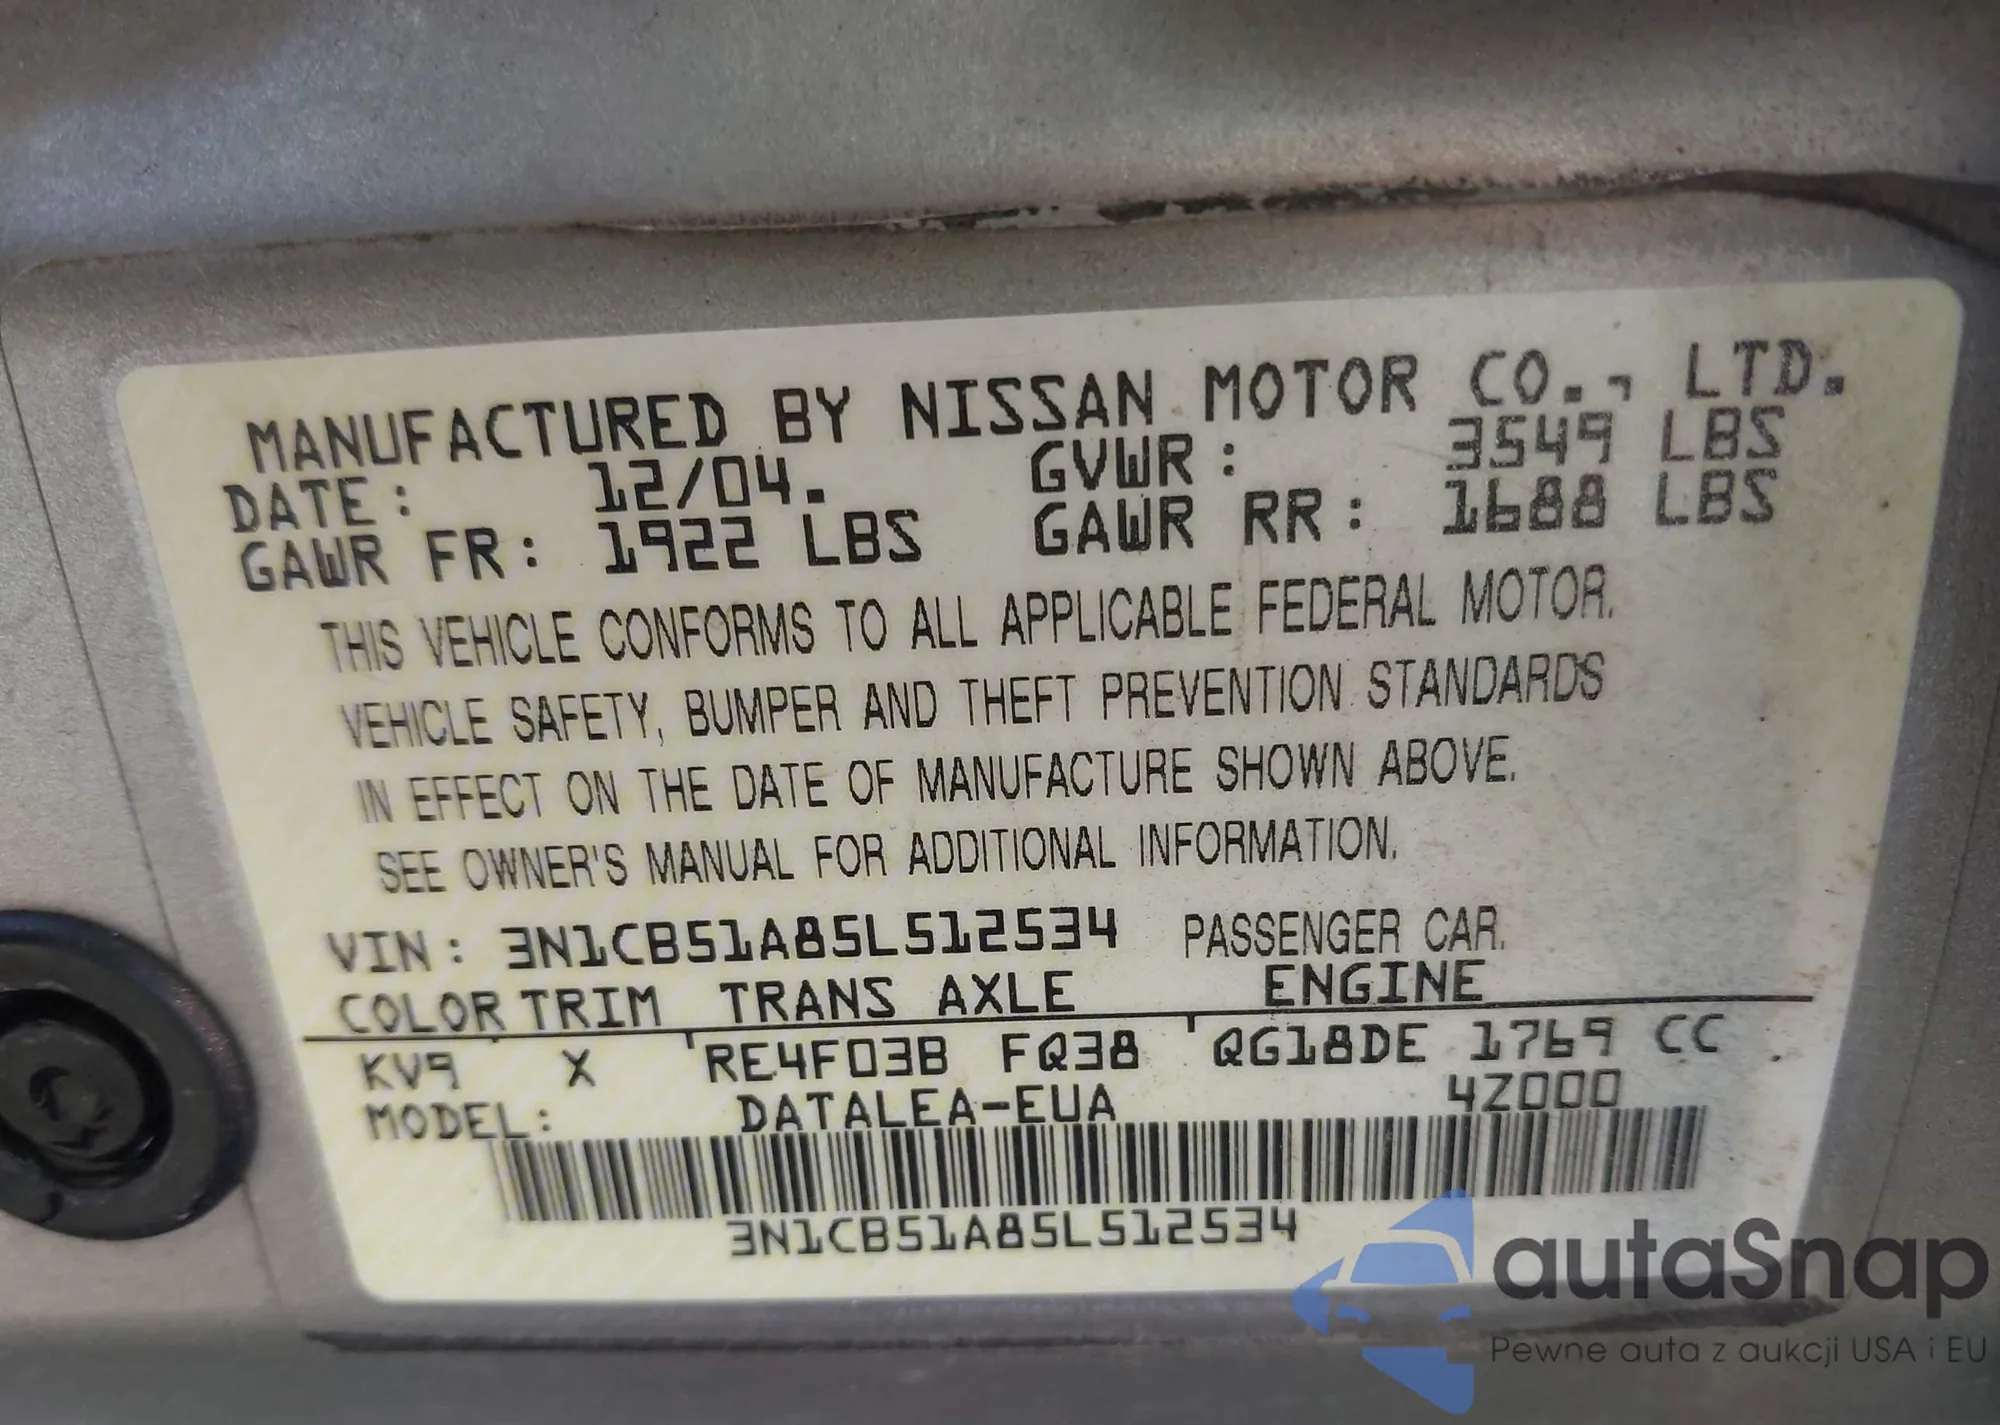 MANUFACTURED BY NISSAN MOTOR CO., LTD.
DATE: 12/04. GVWR: 3549 LBS
GAWR FR: 1922 LBS GAWR RR: 1688 LBS
THIS VEHICLE CONFORMS TO ALL APPLICABLE FEDERAL MOTOR.
VEHICLE SAFETY, BUMPER AND THEFT PREVENTION STANDARDS
IN EFFECT ON THE DATE OF MANUFACTURE SHOWN ABOVE.
SEE OWNER'S MANUAL FOR ADDITIONAL INFORMATION.
VIN: 3N1CB51A85L512534 PASSENGER CAR.
COLOR TRIM TRANS AXLE ENGINE
KV9 X RE4F03B FQ38 QG18DE 1769 CC
MODEL: DATALEA-EUA 4Z000
3N1CB51A85L512534
autaSnap
Pewne auta z aukcji USA i EU